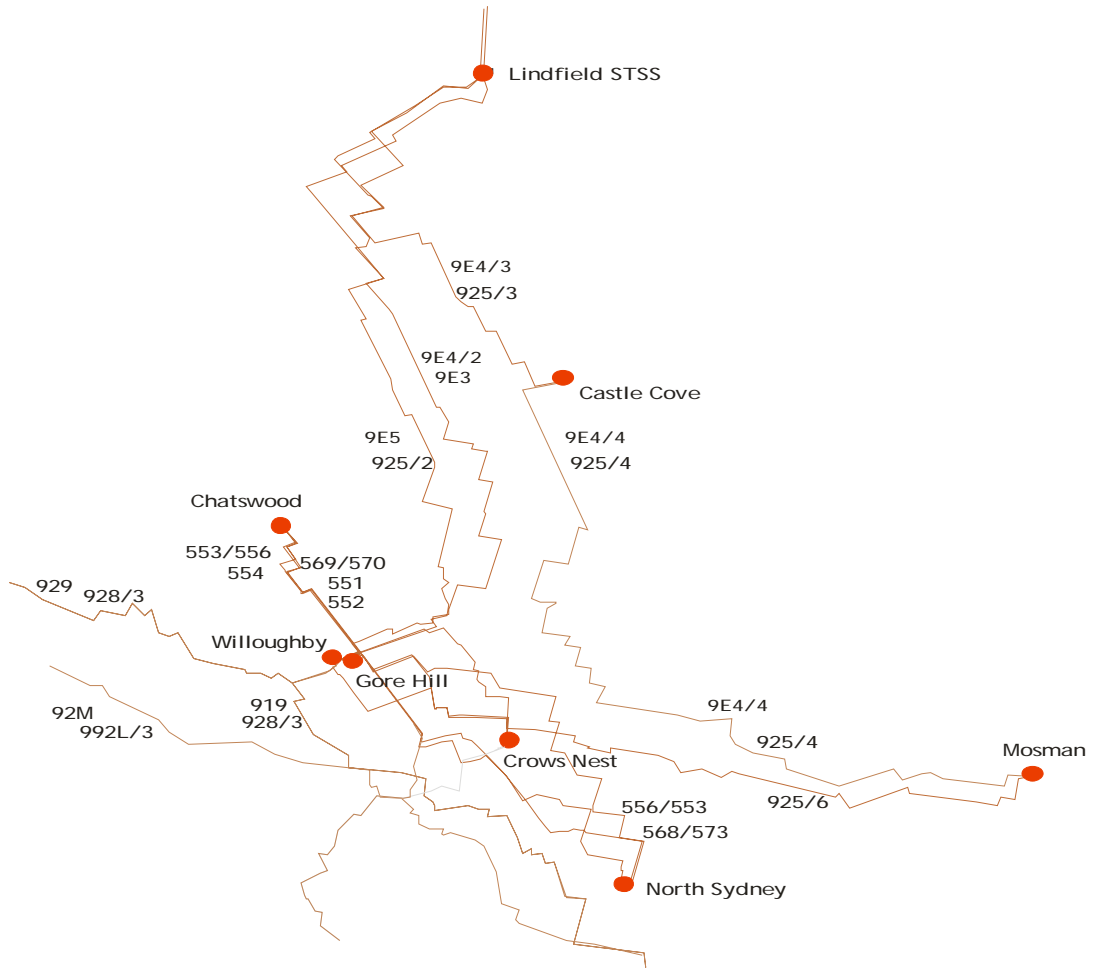 Lindfield STSS
9E4/3
925/3
9E4/2
9E3
Castle Cove
9E5
925/2
9E4/4
925/4
Chatswood
553/556
554
569/570
551
552
929
928/3
Willoughby
Gore Hill
919
928/3
92M
992L/3
9E4/4
925/4
Mosman
Crows Nest
925/6
556/553
568/573
North Sydney